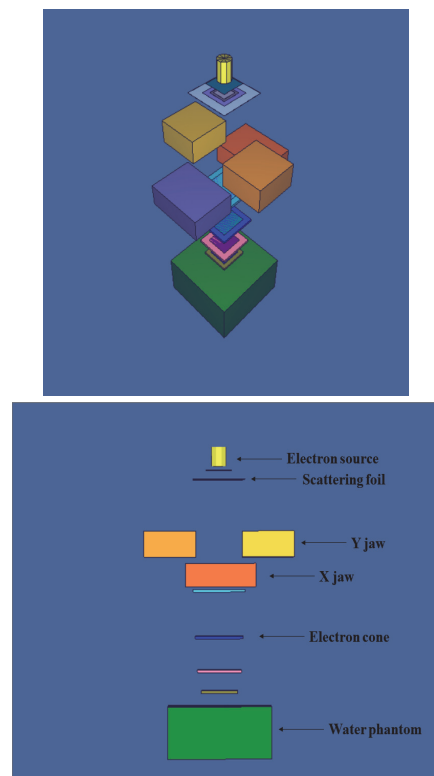 Electron source
Scattering foil
Y jaw
X jaw
Electron cone
Water phantom